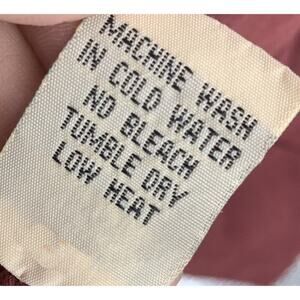 MACHINE WASH
IN COLD WATER
NO BLEACH
TUMBLE DRY
LOW HEAT